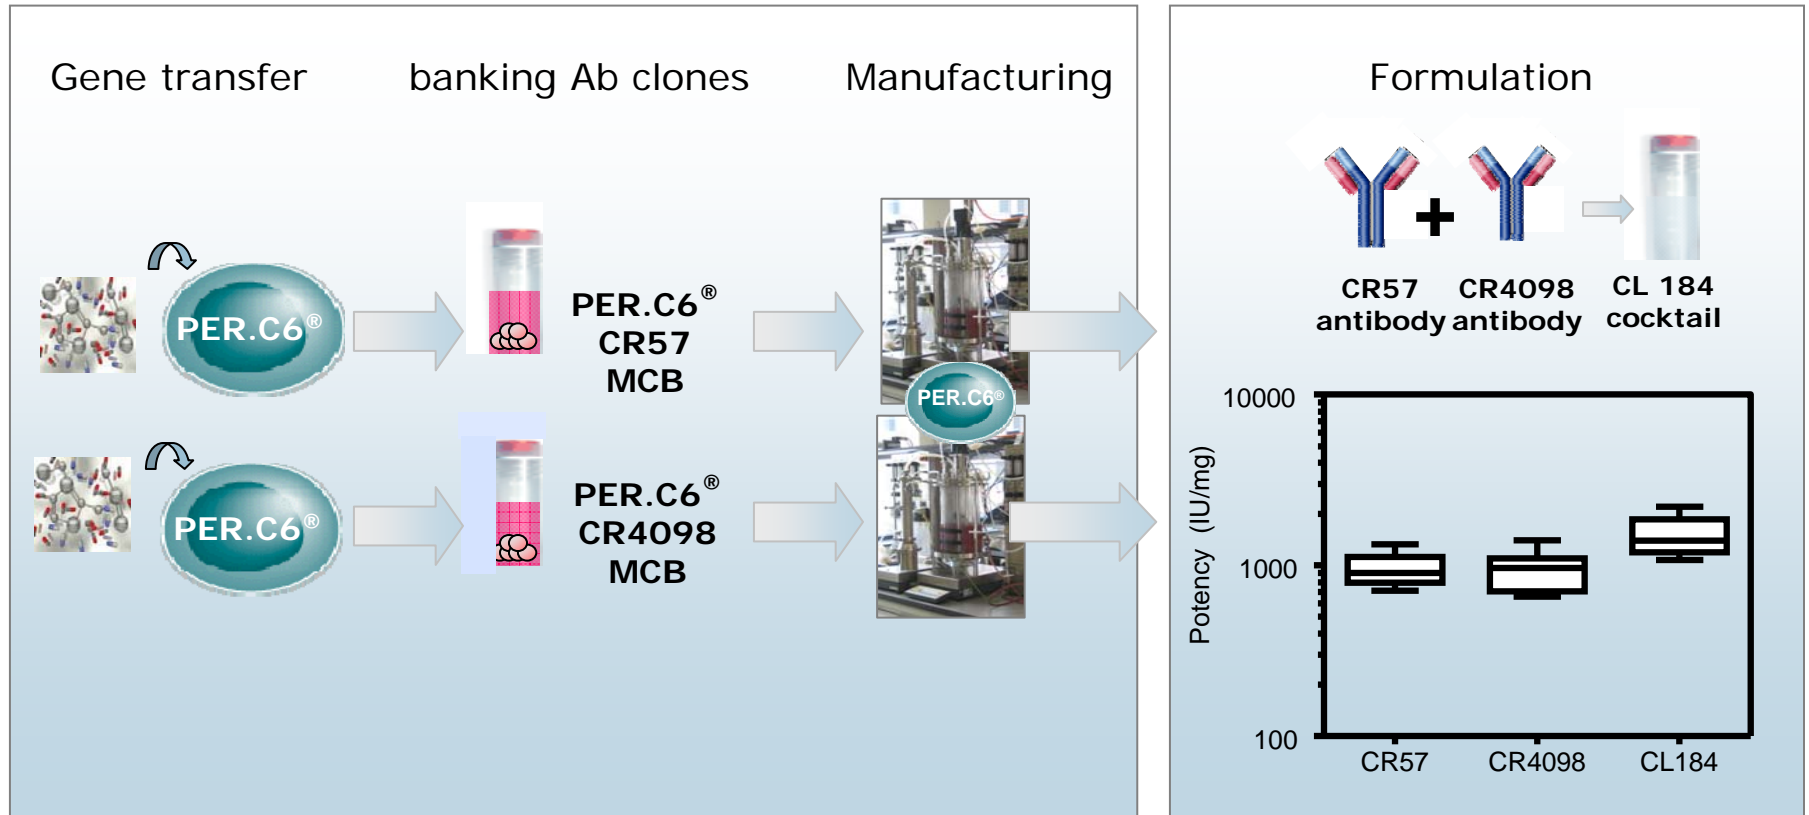 Gene transfer
banking Ab clones
Manufacturing
PER.C6®
PER.C6®
CR57
MCB
PER.C6®
PER.C6®
PER.C6®
CR4098
MCB
Formulation
+
CR57
antibody
CR4098
antibody
CL 184
cocktail
Potency (IU/mg)
10000
1000
100
CR57
CR4098
CL184